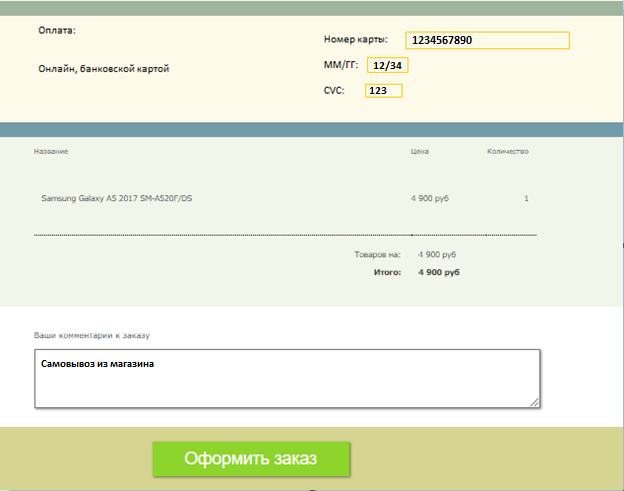 Оплата:
Номер карты: 1234567890
Онлайн, банковской картой
ММ/ГГ: 12/34
CVC: 123
Название Цена Количество
Samsung Galaxy A5 2017 SM-A520F/DS 4 900 руб 1
Товаров на: 4 900 руб
Итого: 4 900 руб
Ваши комментарии к заказу
Самовывоз из магазина
Оформить заказ